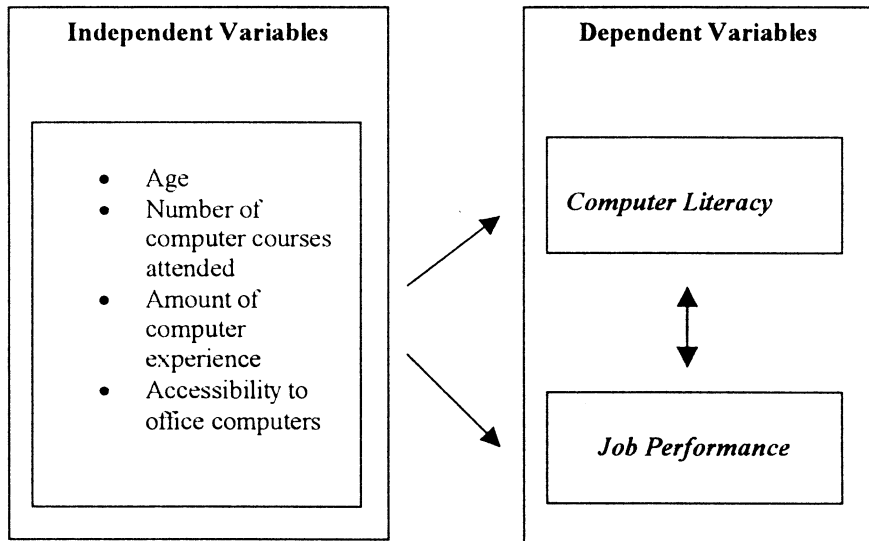 Independent Variables
• Age
• Number of
computer courses
attended
• Amount of
computer
experience
• Accessibility to
office computers
Dependent Variables
Computer Literacy
Job Performance